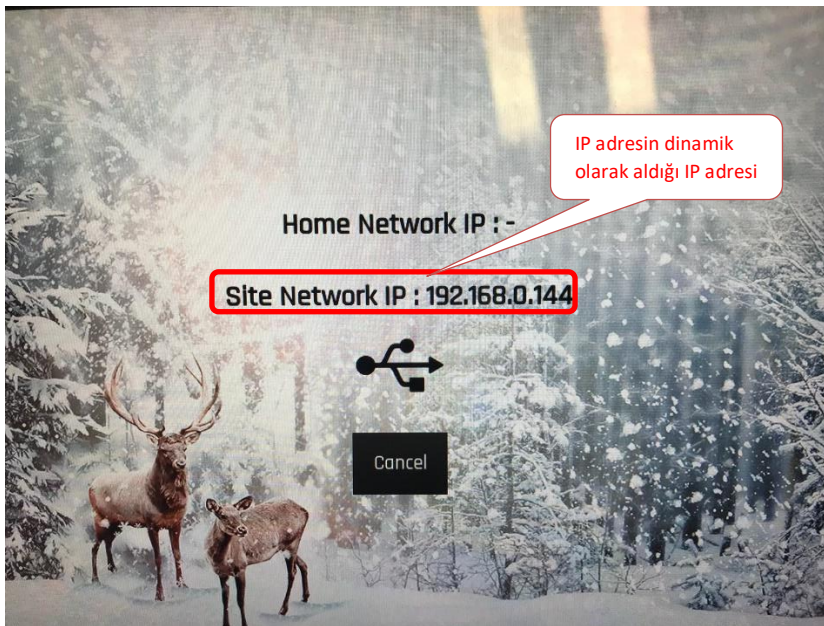 IP adresin dinamik
olarak aldığı IP adresi
Home Network IP : -
Site Network IP : 192.168.0.144
Cancel